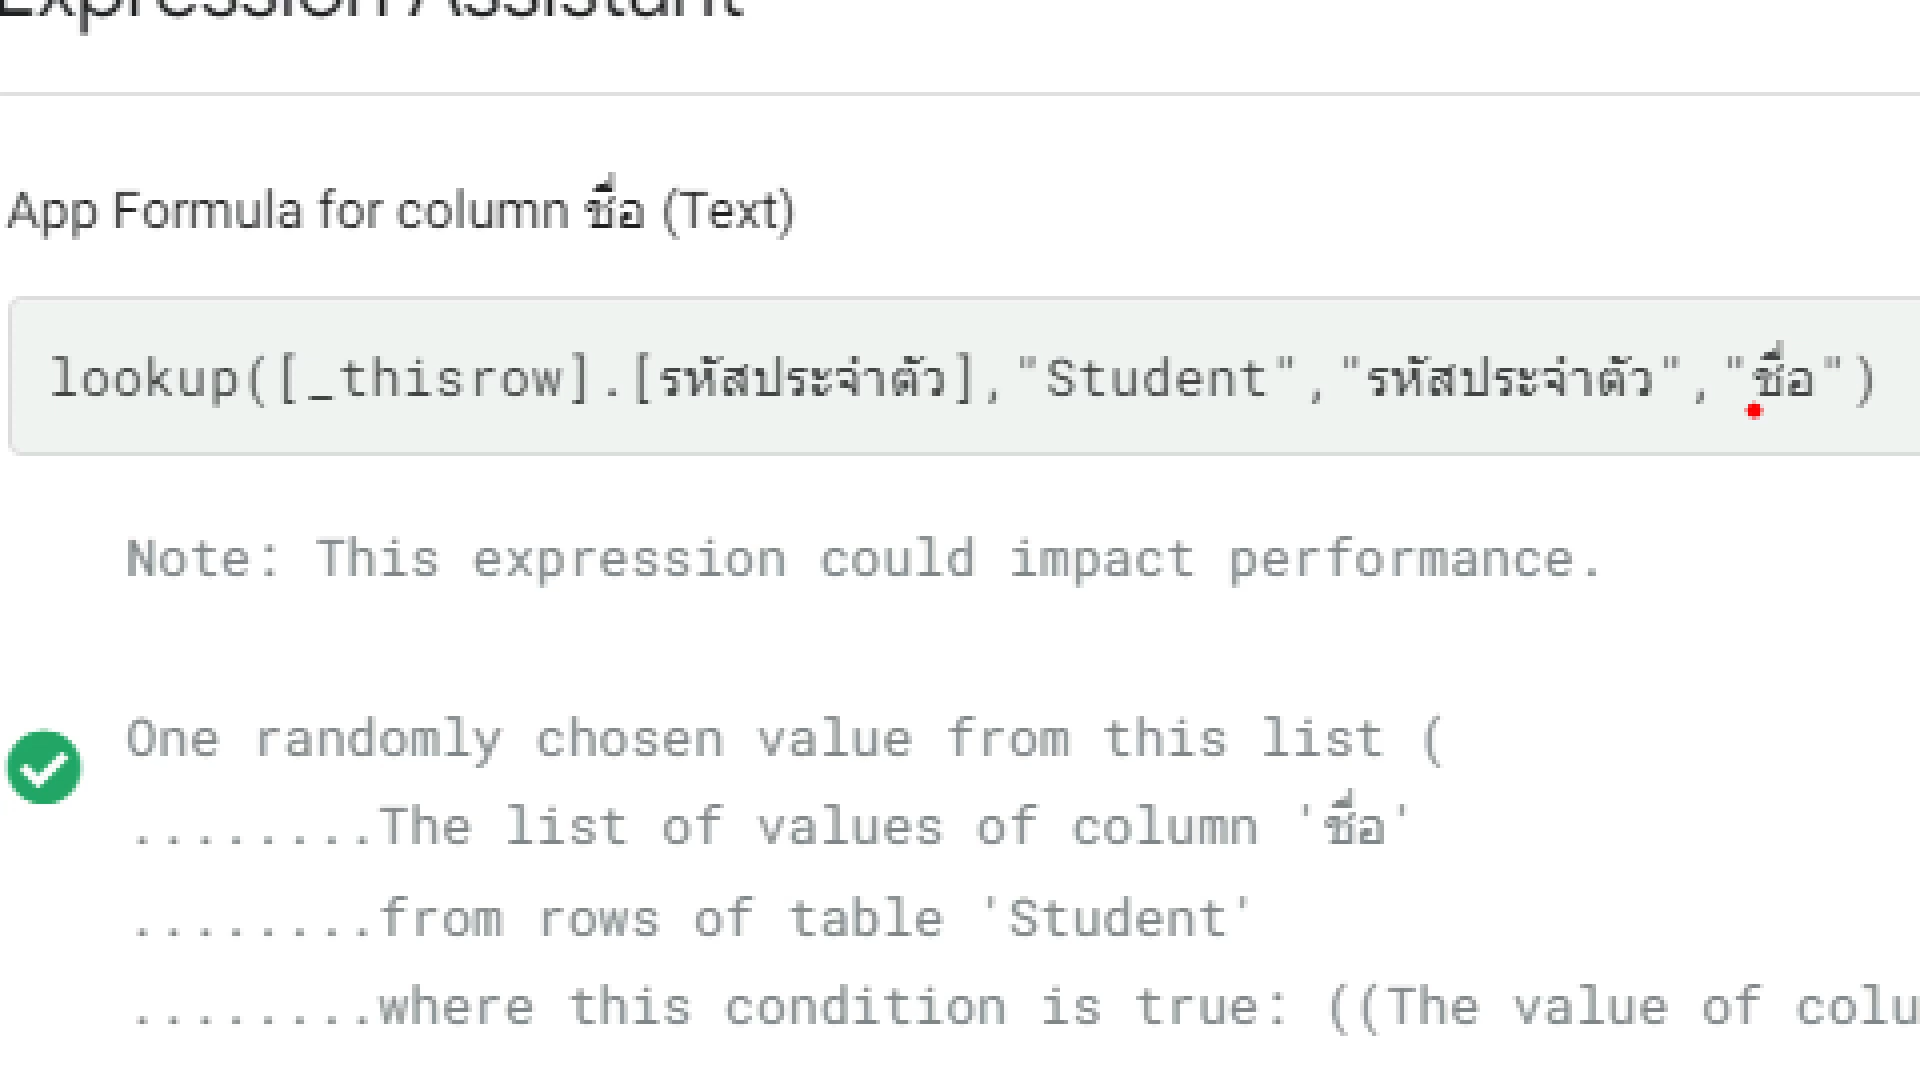 Expression Assistant
App Formula for column ชื่อ (Text)
lookup([_thisrow].[รหัสประจำตัว],"Student","รหัสประจำตัว","ชื่อ")
Note: This expression could impact performance.
One randomly chosen value from this list (
........The list of values of column 'ชื่อ'
........from rows of table 'Student'
........where this condition is true: ((The value of colu